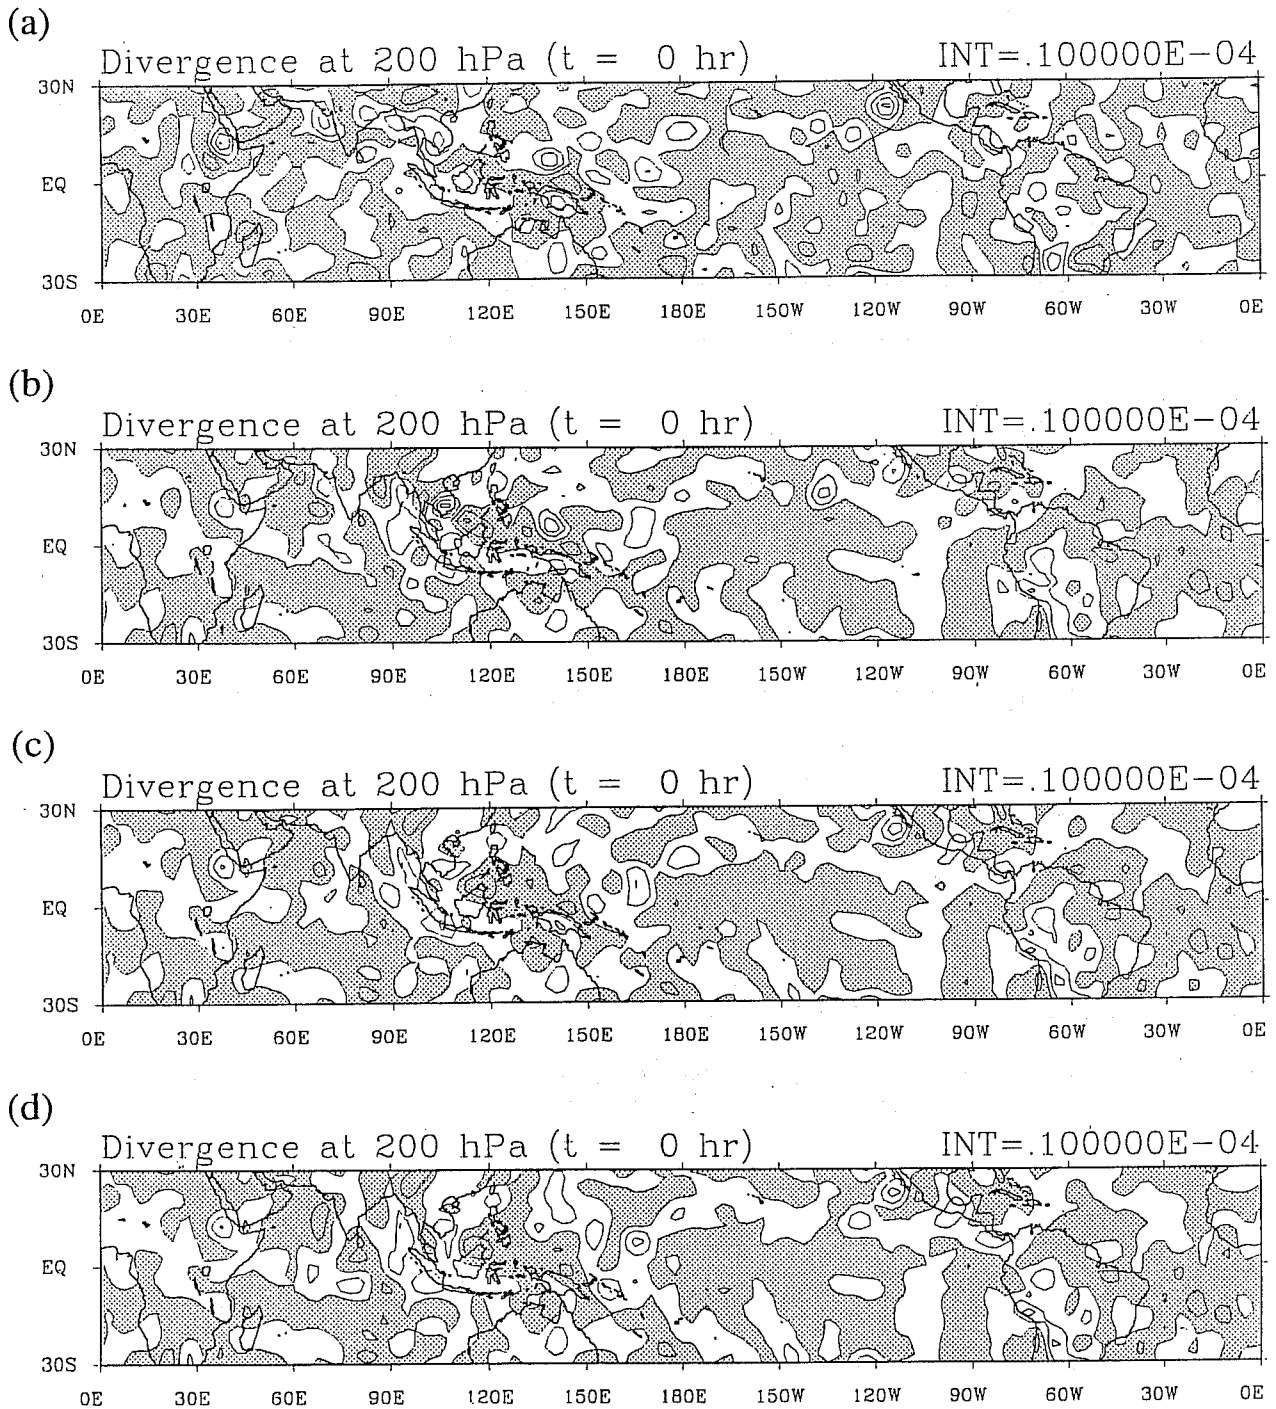 (a)
Divergence at 200 hPa (t = 0 hr) INT=.100000E-04
30N
EQ
30S
0E 30E 60E 90E 120E 150E 180E 150W 120W 90W 60W 30W 0E
(b)
Divergence at 200 hPa (t = 0 hr) INT=.100000E-04
30N
EQ
30S
0E 30E 60E 90E 120E 150E 180E 150W 120W 90W 60W 30W 0E
(c)
Divergence at 200 hPa (t = 0 hr) INT=.100000E-04
30N
EQ
30S
0E 30E 60E 90E 120E 150E 180E 150W 120W 90W 60W 30W 0E
(d)
Divergence at 200 hPa (t = 0 hr) INT=.100000E-04
30N
EQ
30S
0E 30E 60E 90E 120E 150E 180E 150W 120W 90W 60W 30W 0E